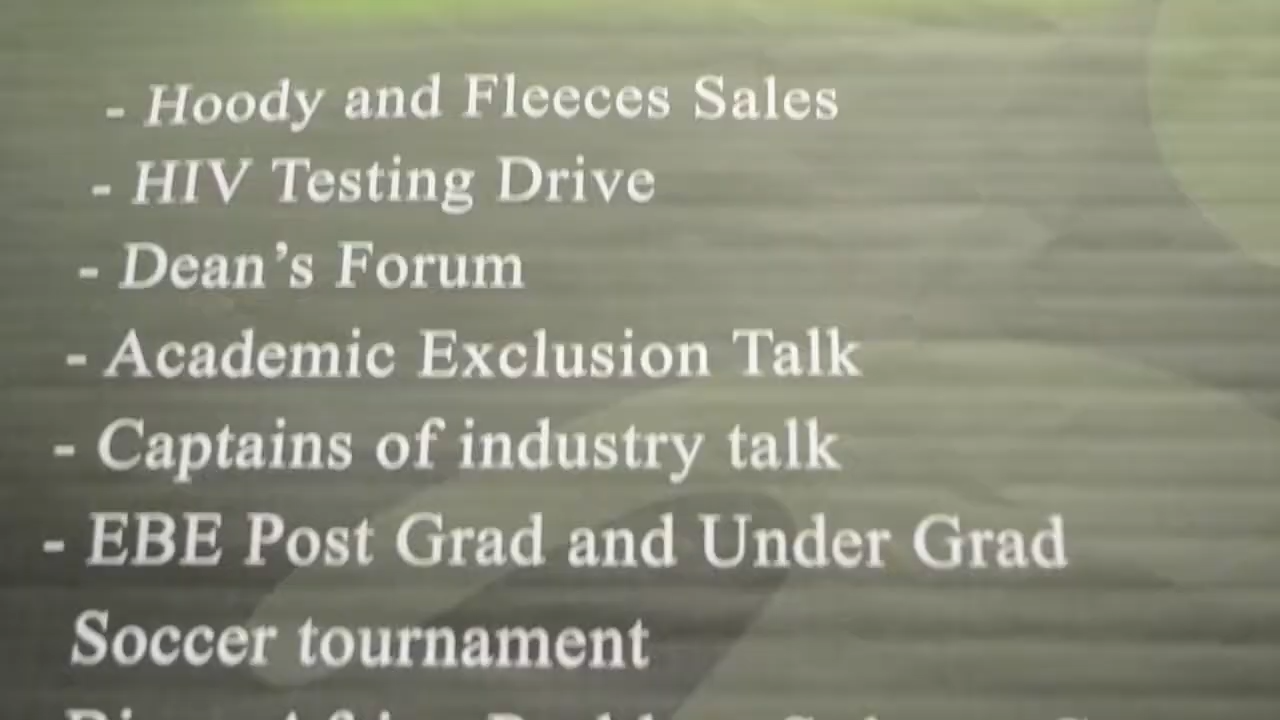 - Hoody and Fleeces Sales
- HIV Testing Drive
- Dean's Forum
- Academic Exclusion Talk
- Captains of industry talk
- EBE Post Grad and Under Grad
Soccer tournament